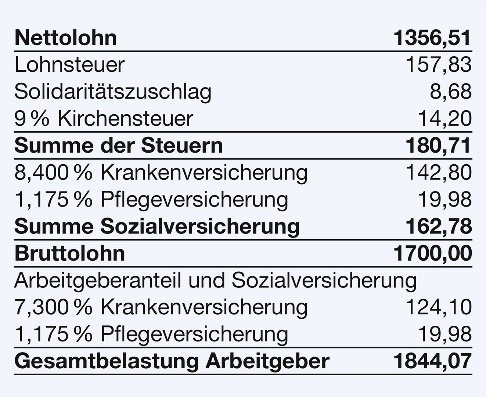 Nettolohn 1356,51
Lohnsteuer 157,83
Solidaritätszuschlag 8,68
9 % Kirchensteuer 14,20
Summe der Steuern 180,71
8,400 % Krankenversicherung 142,80
1,175 % Pflegeversicherung 19,98
Summe Sozialversicherung 162,78
Bruttolohn 1700,00
Arbeitgeberanteil und Sozialversicherung
7,300 % Krankenversicherung 124,10
1,175 % Pflegeversicherung 19,98
Gesamtbelastung Arbeitgeber 1844,07